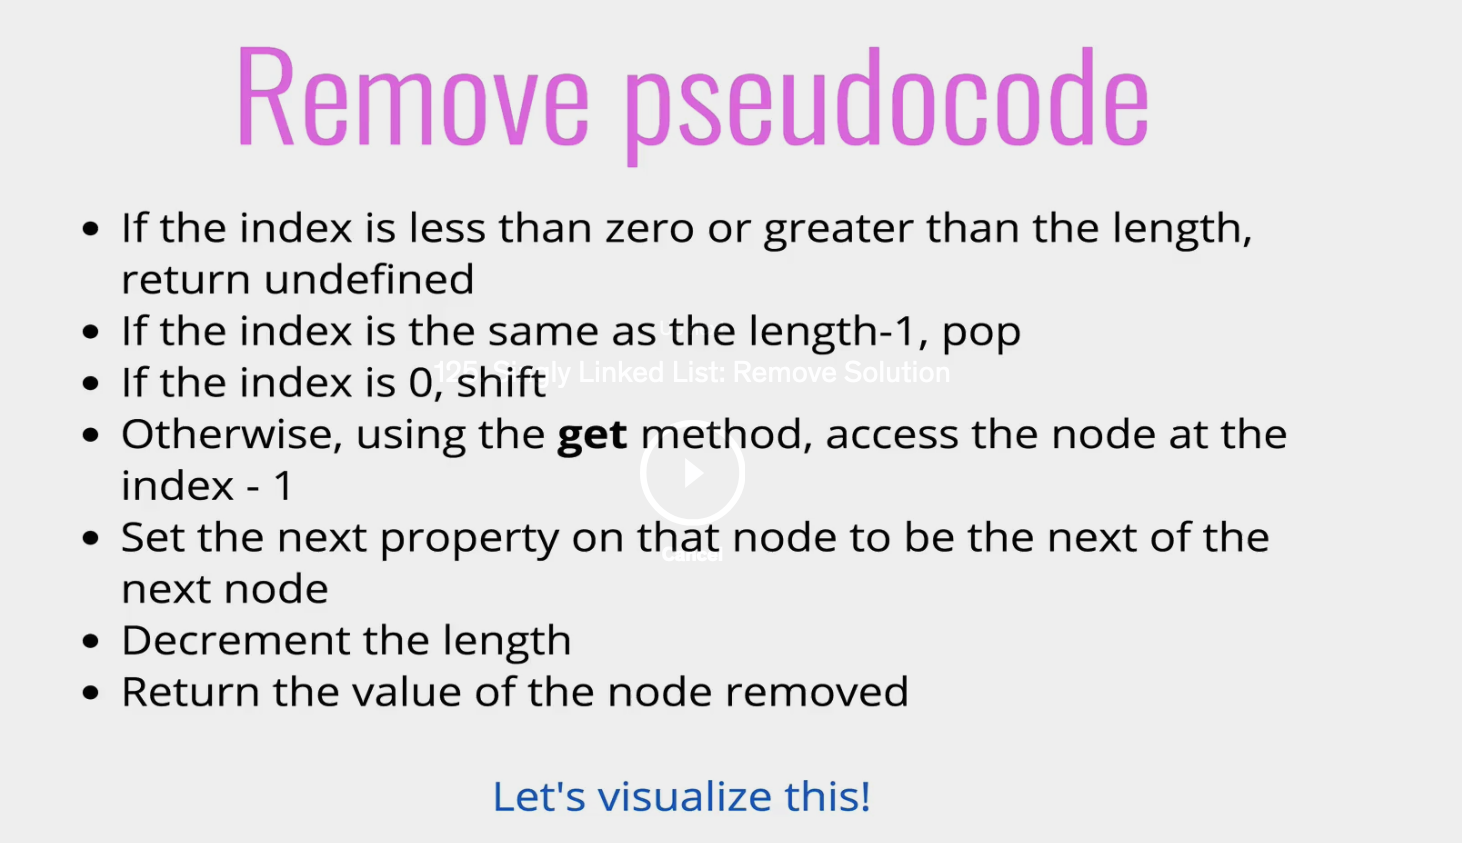 Remove pseudocode
• If the index is less than zero or greater than the length,
return undefined
• If the index is the same as the length-1, pop
125. Singly Linked List: Remove Solution
• If the index is 0, shift
• Otherwise, using the get method, access the node at the
index - 1
• Set the next property on that node to be the next of the
Cancel
next node
• Decrement the length
• Return the value of the node removed
Let's visualize this!